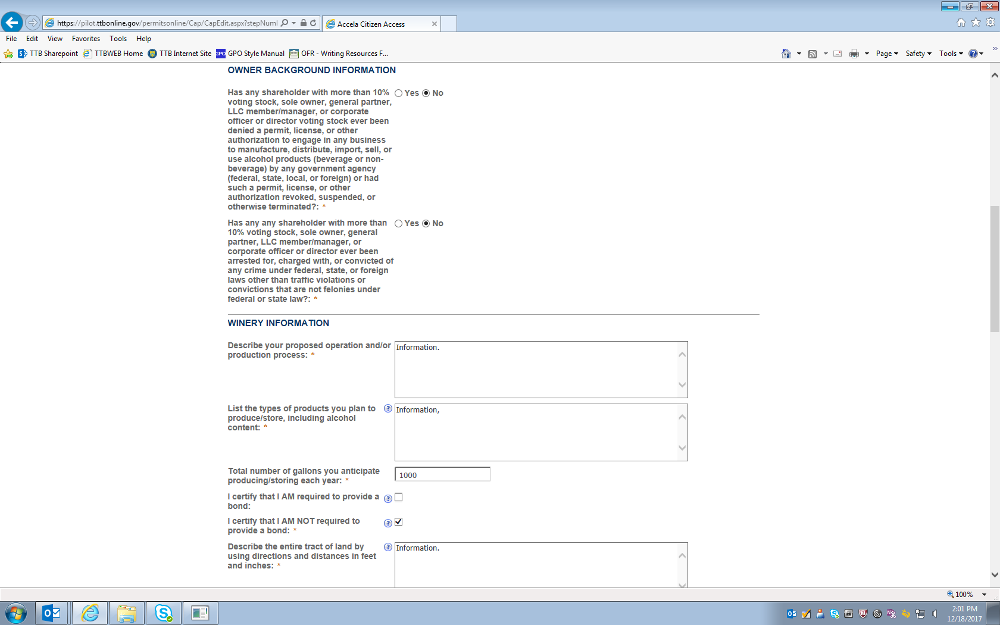 https://pilot.ttbonline.gov/permitsonline/Cap/CapEdit.aspx?stepNuml
Accela Citizen Access
File Edit View Favorites Tools Help
TTB Sharepoint TTBWEB Home TTB Internet Site GPO GPO Style Manual OFR - Writing Resources F...
Page Safety Tools
OWNER BACKGROUND INFORMATION
Has any shareholder with more than 10% Yes No
voting stock, sole owner, general partner,
LLC member/manager, or corporate
officer or director voting stock ever been
denied a permit, license, or other
authorization to engage in any business
to manufacture, distribute, import, sell, or
use alcohol products (beverage or non-
beverage) by any government agency
(federal, state, local, or foreign) or had
such a permit, license, or other
authorization revoked, suspended, or
otherwise terminated?: *
Has any any shareholder with more than Yes No
10% voting stock, sole owner, general
partner, LLC member/manager, or
corporate officer or director ever been
arrested for, charged with, or convicted of
any crime under federal, state, or foreign
laws other than traffic violations or
convictions that are not felonies under
federal or state law?: *
WINERY INFORMATION
Describe your proposed operation and/or Information.
production process: *
List the types of products you plan to ? Information,
produce/store, including alcohol
content: *
Total number of gallons you anticipate 1000
producing/storing each year: *
I certify that I AM required to provide a ?
bond:
I certify that I AM NOT required to ?
provide a bond: *
Describe the entire tract of land by ? Information.
using directions and distances in feet
and inches: *
100%
2:01 PM
12/18/2017